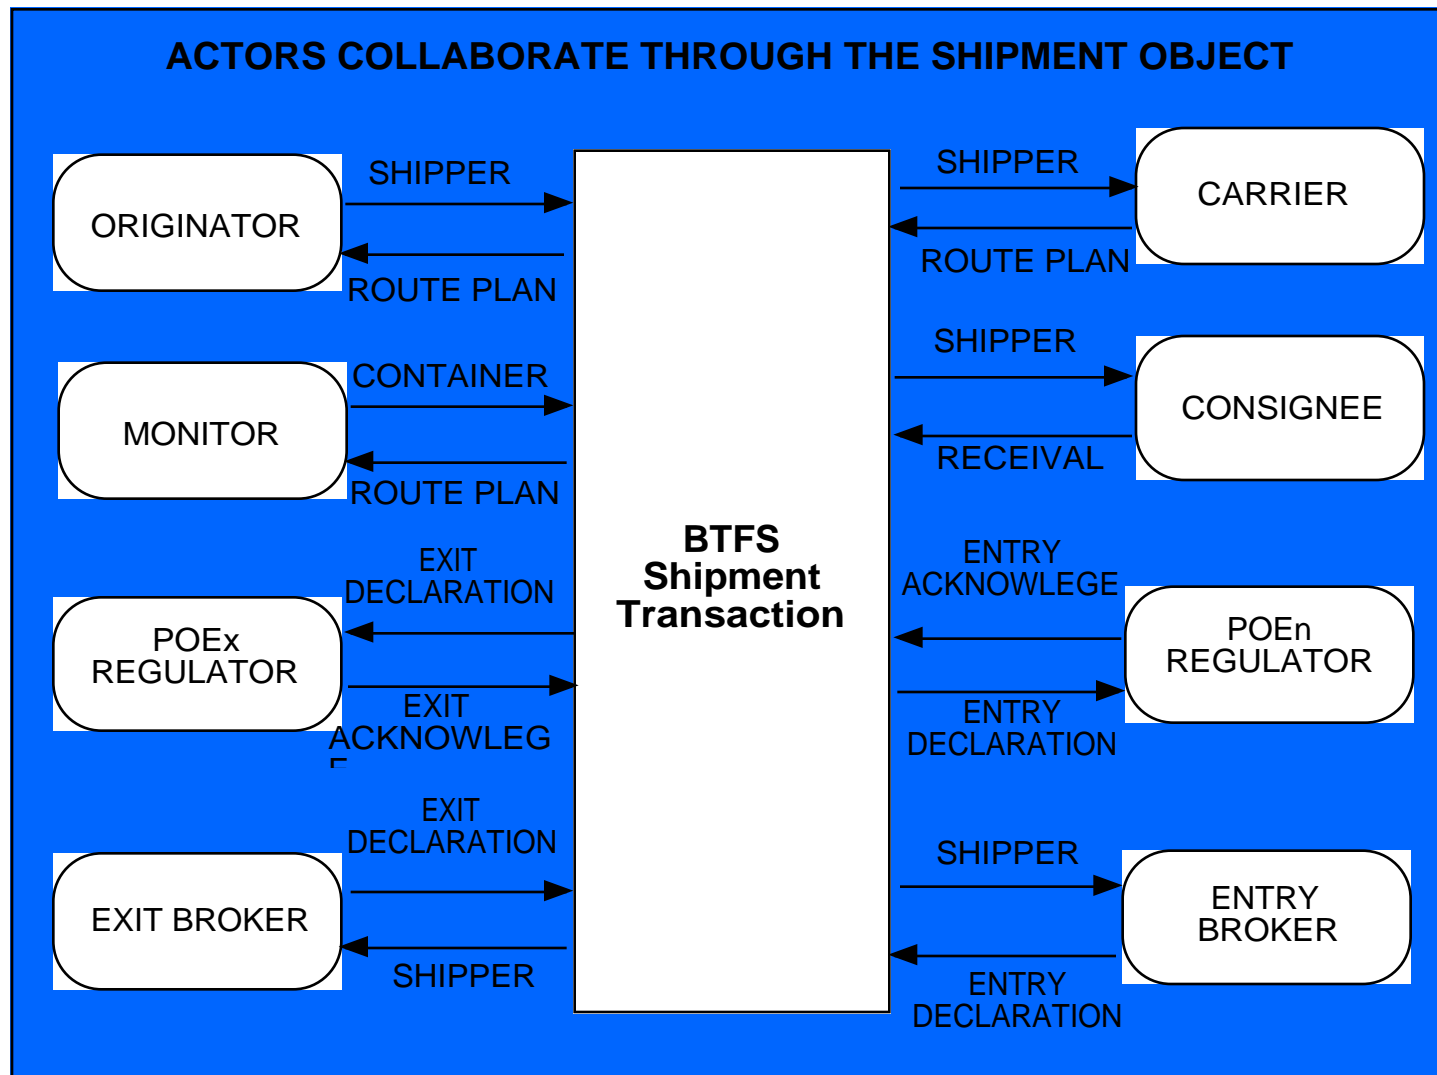 ACTORS COLLABORATE THROUGH THE SHIPMENT OBJECT
ORIGINATOR
SHIPPER
ROUTE PLAN
MONITOR
CONTAINER
ROUTE PLAN
POEx
REGULATOR
EXIT
DECLARATION
EXIT
ACKNOWLEG
E
EXIT BROKER
EXIT
DECLARATION
SHIPPER
BTFS
Shipment
Transaction
SHIPPER
ROUTE PLAN
CARRIER
SHIPPER
RECEIVAL
CONSIGNEE
ENTRY
ACKNOWLEGE
ENTRY
DECLARATION
POEn
REGULATOR
SHIPPER
ENTRY
DECLARATION
ENTRY
BROKER